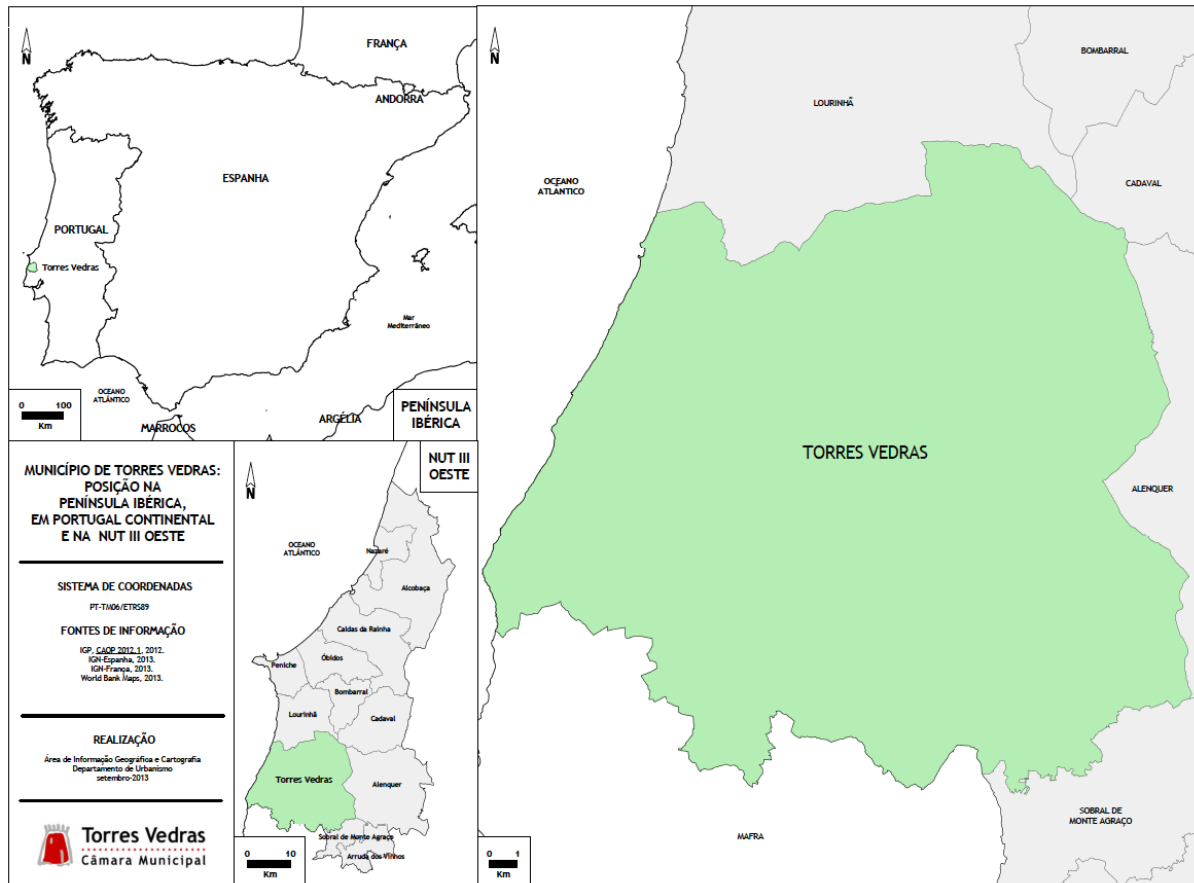 N
FRANÇA
ANDORRA
ESPANHA
PORTUGAL
Torres Vedras
Mar
Mediterrâneo
OCEANO
ATLÂNTICO
0 100
Km
MARROCOS
ARGÉLIA
PENÍNSULA
IBÉRICA
MUNICÍPIO DE TORRES VEDRAS:
POSIÇÃO NA
PENÍNSULA IBÉRICA,
EM PORTUGAL CONTINENTAL
E NA NUT III OESTE
SISTEMA DE COORDENADAS
PT-TM06/ETRS89
FONTES DE INFORMAÇÃO
IGP, CAOP 2012.1, 2012.
IGN-Espanha, 2013.
IGN-França, 2013.
World Bank Maps, 2013.
REALIZAÇÃO
Área de Informação Geográfica e Cartografia
Departamento de Urbanismo
setembro-2013
Torres Vedras
Câmara Municipal
NUT III
OESTE
N
OCEANO
ATLÂNTICO
Nazaré
Alcobaça
Caldas da Rainha
Óbidos
Peniche
Bombarral
Lourinhã
Cadaval
Torres Vedras
Alenquer
Sobral de Monte Agraço
Arruda dos Vinhos
0 10
Km
N
BOMBARRAL
LOURINHÃ
OCEANO
ATLÂNTICO
CADAVAL
TORRES VEDRAS
ALENQUER
SOBRAL DE
MONTE AGRAÇO
MAFRA
0 1
Km